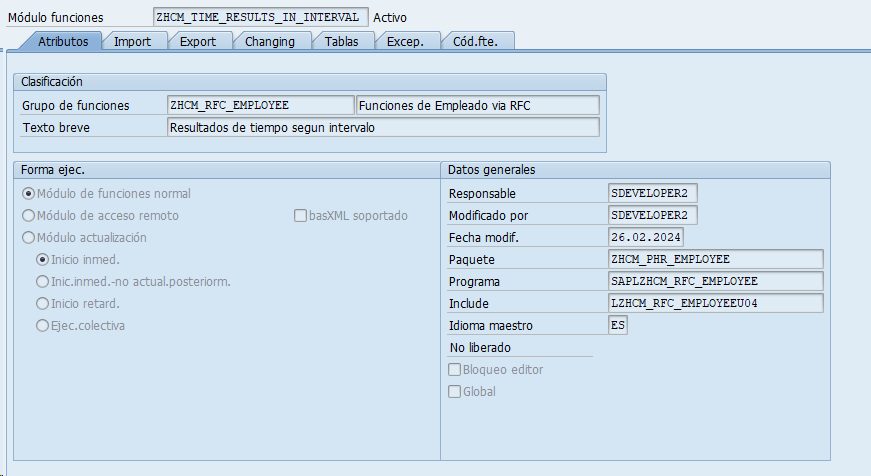 Módulo funciones ZHCM_TIME_RESULTS_IN_INTERVAL Activo
Atributos Import Export Changing Tablas Excep. Cód.fte.
Clasificación
Grupo de funciones ZHCM_RFC_EMPLOYEE Funciones de Empleado via RFC
Texto breve Resultados de tiempo segun intervalo
Forma ejec.
Módulo de funciones normal
Módulo de acceso remoto basXML soportado
Módulo actualización
Inicio inmed.
Inic.inmed.-no actual.posteriorm.
Inicio retard.
Ejec.colectiva
Datos generales
Responsable SDEVELOPER2
Modificado por SDEVELOPER2
Fecha modif. 26.02.2024
Paquete ZHCM_PHR_EMPLOYEE
Programa SAPLZHCM_RFC_EMPLOYEE
Include LZHCM_RFC_EMPLOYEEU04
Idioma maestro ES
No liberado
Bloqueo editor
Global